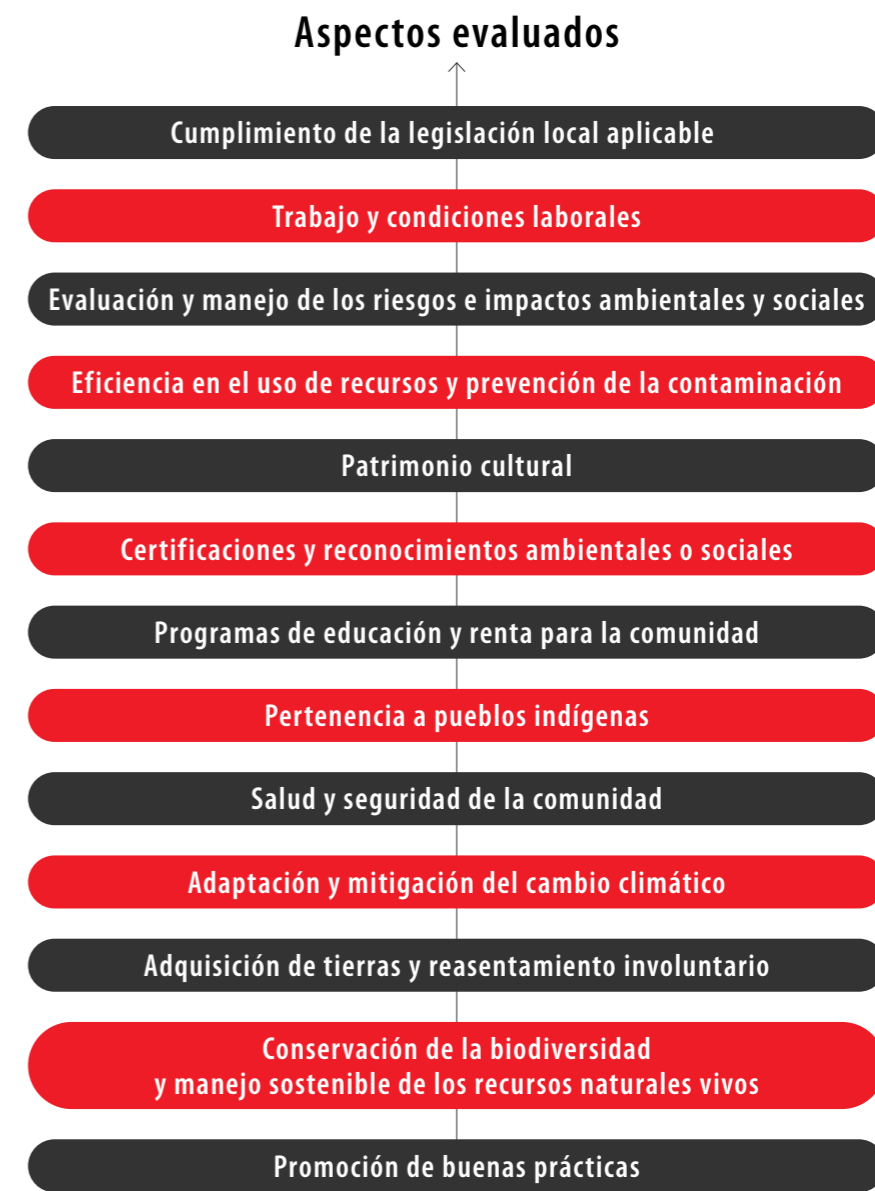 Aspectos evaluados
Cumplimiento de la legislación local aplicable
Trabajo y condiciones laborales
Evaluación y manejo de los riesgos e impactos ambientales y sociales
Eficiencia en el uso de recursos y prevención de la contaminación
Patrimonio cultural
Certificaciones y reconocimientos ambientales o sociales
Programas de educación y renta para la comunidad
Pertenencia a pueblos indígenas
Salud y seguridad de la comunidad
Adaptación y mitigación del cambio climático
Adquisición de tierras y reasentamiento involuntario
Conservación de la biodiversidad
y manejo sostenible de los recursos naturales vivos
Promoción de buenas prácticas